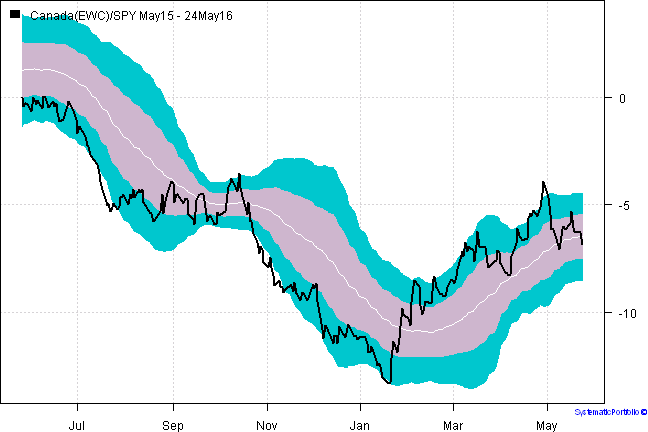 Canada(EWC)/SPY May15 - 24May16
0
-5
-10
Jul Sep Nov Jan Mar May
SystematicPortfolio ©